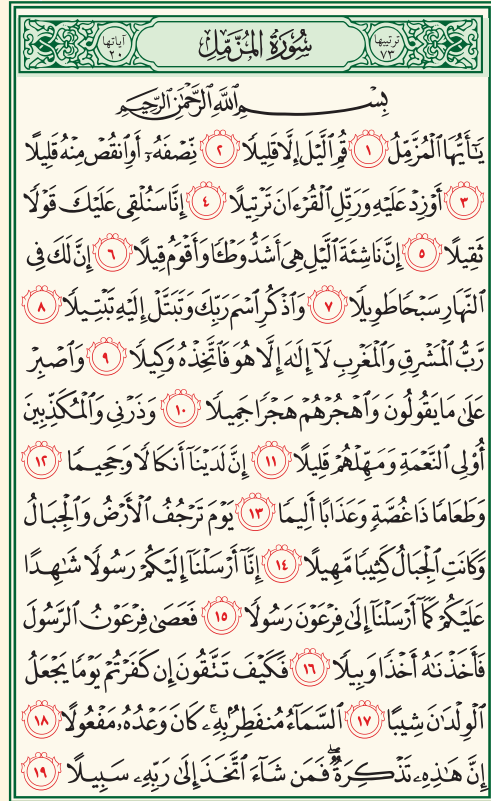 ترتيبها ٧٣ سُورَةُ الْمُزَّمِّلِ آياتها ٢٠
بِسْمِ ٱللَّهِ ٱلرَّحْمَٰنِ ٱلرَّحِيمِ
يَٰٓأَيُّهَا ٱلْمُزَّمِّلُ ١ قُمِ ٱلَّيْلَ إِلَّا قَلِيلًا ٢ نِّصْفَهُۥٓ أَوِ ٱنقُصْ مِنْهُ قَلِيلًا
٣ أَوْ زِدْ عَلَيْهِ وَرَتِّلِ ٱلْقُرْءَانَ تَرْتِيلًا ٤ إِنَّا سَنُلْقِى عَلَيْكَ قَوْلًا
ثَقِيلًا ٥ إِنَّ نَاشِئَةَ ٱلَّيْلِ هِىَ أَشَدُّ وَطْـًٔا وَأَقْوَمُ قِيلًا ٦ إِنَّ لَكَ فِى
ٱلنَّهَارِ سَبْحًا طَوِيلًا ٧ وَٱذْكُرِ ٱسْمَ رَبِّكَ وَتَبَتَّلْ إِلَيْهِ تَبْتِيلًا ٨
رَّبُّ ٱلْمَشْرِقِ وَٱلْمَغْرِبِ لَآ إِلَٰهَ إِلَّا هُوَ فَٱتَّخِذْهُ وَكِيلًا ٩ وَٱصْبِرْ
عَلَىٰ مَا يَقُولُونَ وَٱهْجُرْهُمْ هَجْرًا جَمِيلًا ١٠ وَذَرْنِى وَٱلْمُكَذِّبِينَ
أُو۟لِى ٱلنَّعْمَةِ وَمَهِّلْهُمْ قَلِيلًا ١١ إِنَّ لَدَيْنَآ أَنكَالًا وَجَحِيمًا ١٢
وَطَعَامًا ذَا غُصَّةٍ وَعَذَابًا أَلِيمًا ١٣ يَوْمَ تَرْجُفُ ٱلْأَرْضُ وَٱلْجِبَالُ
وَكَانَتِ ٱلْجِبَالُ كَثِيبًا مَّهِيلًا ١٤ إِنَّآ أَرْسَلْنَآ إِلَيْكُمْ رَسُولًا شَٰهِدًا
عَلَيْكُمْ كَمَآ أَرْسَلْنَآ إِلَىٰ فِرْعَوْنَ رَسُولًا ١٥ فَعَصَىٰ فِرْعَوْنُ ٱلرَّسُولَ
فَأَخَذْنَٰهُ أَخْذًا وَبِيلًا ١٦ فَكَيْفَ تَتَّقُونَ إِن كَفَرْتُمْ يَوْمًا يَجْعَلُ
ٱلْوِلْدَٰنَ شِيبًا ١٧ ٱلسَّمَآءُ مُنفَطِرٌۢ بِهِۦ ۚ كَانَ وَعْدُهُۥ مَفْعُولًا ١٨
إِنَّ هَٰذِهِۦ تَذْكِرَةٌ ۖ فَمَن شَآءَ ٱتَّخَذَ إِلَىٰ رَبِّهِۦ سَبِيلًا ١٩